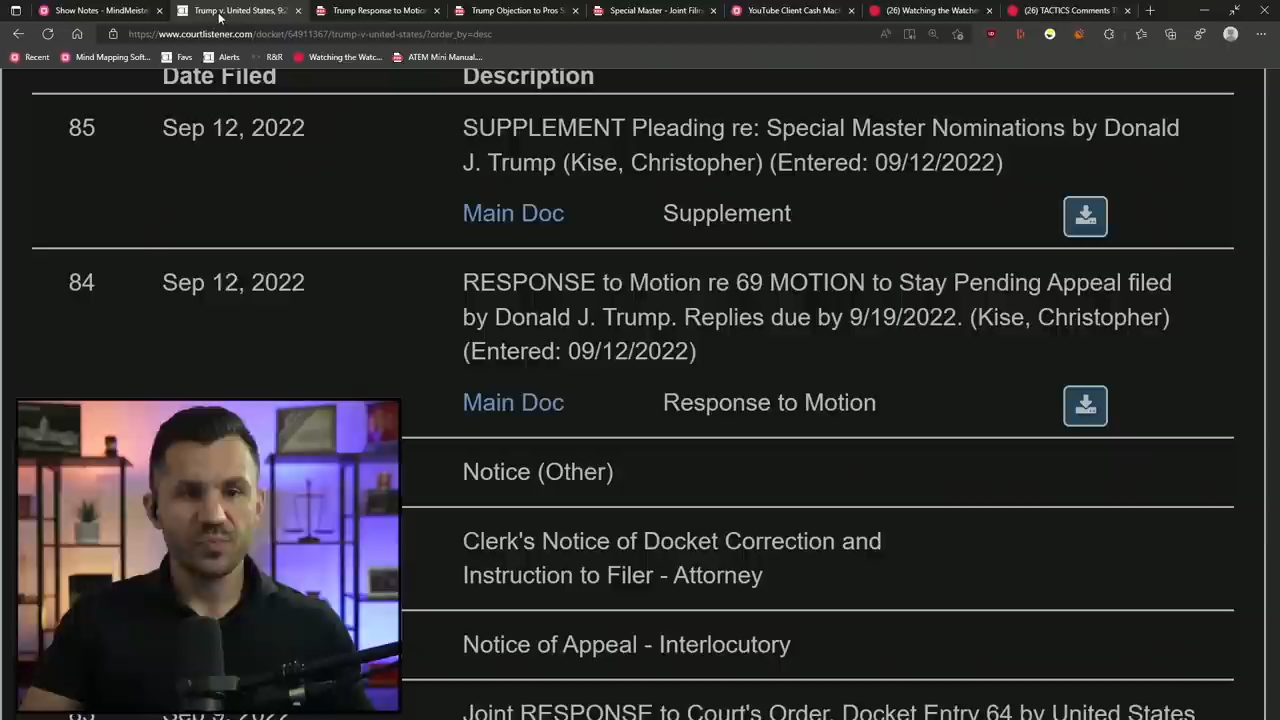 Show Notes - MindMeiste
Trump v. United States, 9:2
Trump Response to Motion
Trump Objection to Pros S
Special Master - Joint Filin
YouTube Client Cash Mac
(26) Watching the Watche
(26) TACTICS Comments T
https://www.courtlistener.com/docket/64911367/trump-v-united-states/?order_by=desc
Recent
Mind Mapping Soft...
Favs
Alerts
R&R
Watching the Watc...
ATEM Mini Manual...
Date Filed
Description
85
Sep 12, 2022
SUPPLEMENT Pleading re: Special Master Nominations by Donald
J. Trump (Kise, Christopher) (Entered: 09/12/2022)
Main Doc
Supplement
84
Sep 12, 2022
RESPONSE to Motion re 69 MOTION to Stay Pending Appeal filed
by Donald J. Trump. Replies due by 9/19/2022. (Kise, Christopher)
(Entered: 09/12/2022)
Main Doc
Response to Motion
Notice (Other)
Clerk's Notice of Docket Correction and
Instruction to Filer - Attorney
Notice of Appeal - Interlocutory
83
Sep 9, 2022
Joint RESPONSE to Court's Order, Docket Entry 64 by United States